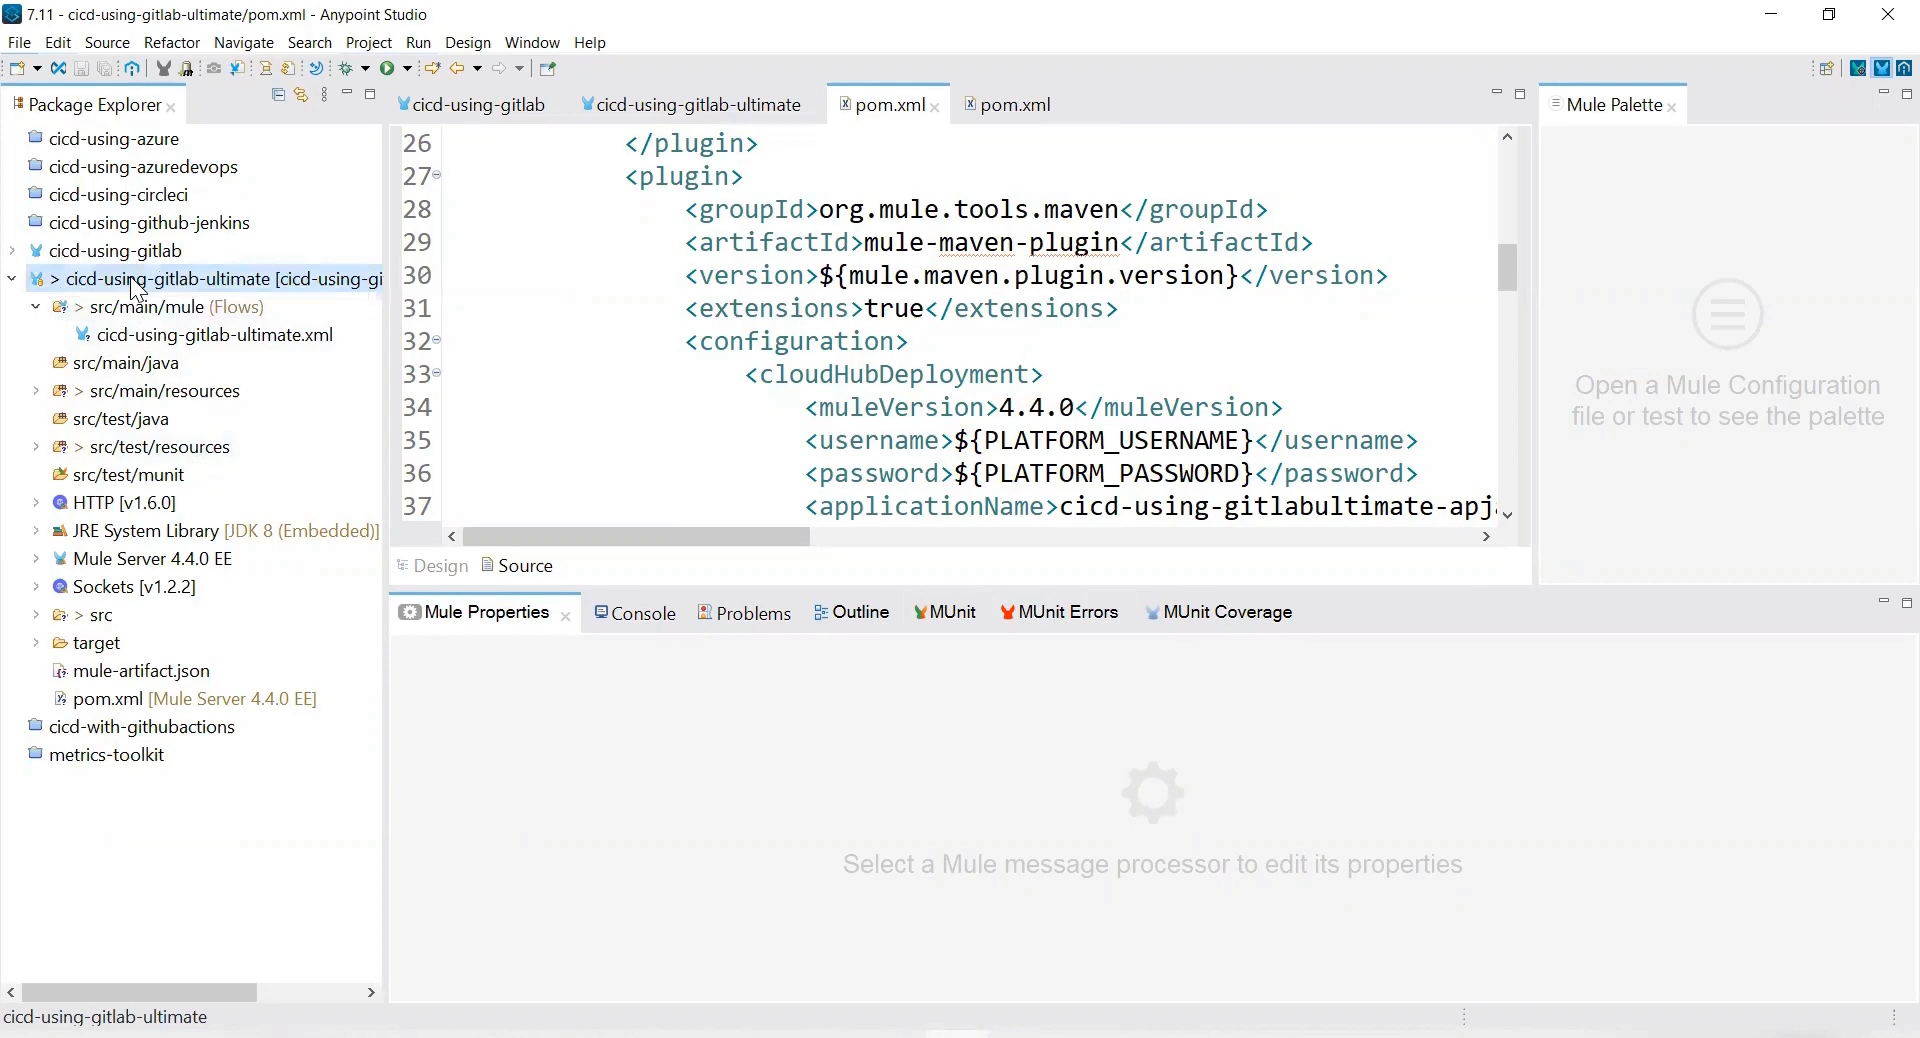 7.11 - cicd-using-gitlab-ultimate/pom.xml - Anypoint Studio
File Edit Source Refactor Navigate Search Project Run Design Window Help
Package Explorer
cicd-using-azure
cicd-using-azuredevops
cicd-using-circleci
cicd-using-github-jenkins
cicd-using-gitlab
> cicd-using-gitlab-ultimate [cicd-using-gi
> src/main/mule (Flows)
cicd-using-gitlab-ultimate.xml
src/main/java
> src/main/resources
src/test/java
> src/test/resources
src/test/munit
HTTP [v1.6.0]
JRE System Library [JDK 8 (Embedded)]
Mule Server 4.4.0 EE
Sockets [v1.2.2]
> src
target
mule-artifact.json
pom.xml [Mule Server 4.4.0 EE]
cicd-with-githubactions
metrics-toolkit
cicd-using-gitlab cicd-using-gitlab-ultimate pom.xml pom.xml
26 </plugin>
27 <plugin>
28 <groupId>org.mule.tools.maven</groupId>
29 <artifactId>mule-maven-plugin</artifactId>
30 <version>${mule.maven.plugin.version}</version>
31 <extensions>true</extensions>
32 <configuration>
33 <cloudHubDeployment>
34 <muleVersion>4.4.0</muleVersion>
35 <username>${PLATFORM_USERNAME}</username>
36 <password>${PLATFORM_PASSWORD}</password>
37 <applicationName>cicd-using-gitlabultimate-apj
Design Source
Mule Palette
Open a Mule Configuration
file or test to see the palette
Mule Properties Console Problems Outline MUnit MUnit Errors MUnit Coverage
Select a Mule message processor to edit its properties
cicd-using-gitlab-ultimate